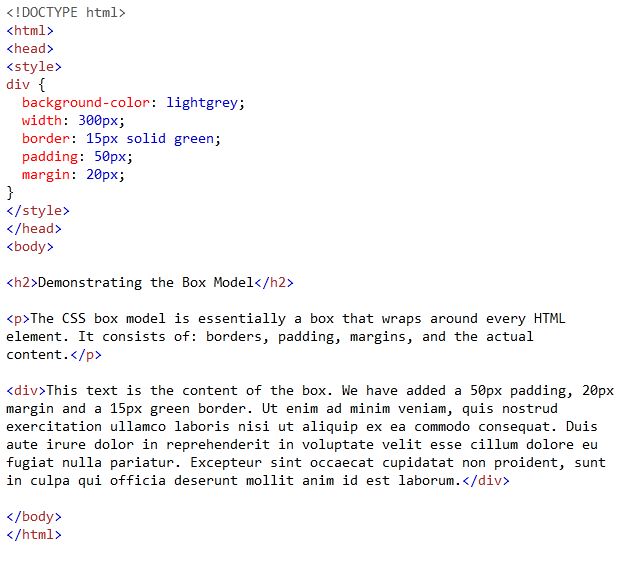 <!DOCTYPE html>
<html>
<head>
<style>
div {
  background-color: lightgrey;
  width: 300px;
  border: 15px solid green;
  padding: 50px;
  margin: 20px;
}
</style>
</head>
<body>

<h2>Demonstrating the Box Model</h2>

<p>The CSS box model is essentially a box that wraps around every HTML
element. It consists of: borders, padding, margins, and the actual
content.</p>

<div>This text is the content of the box. We have added a 50px padding, 20px
margin and a 15px green border. Ut enim ad minim veniam, quis nostrud
exercitation ullamco laboris nisi ut aliquip ex ea commodo consequat. Duis
aute irure dolor in reprehenderit in voluptate velit esse cillum dolore eu
fugiat nulla pariatur. Excepteur sint occaecat cupidatat non proident, sunt
in culpa qui officia deserunt mollit anim id est laborum.</div>

</body>
</html>